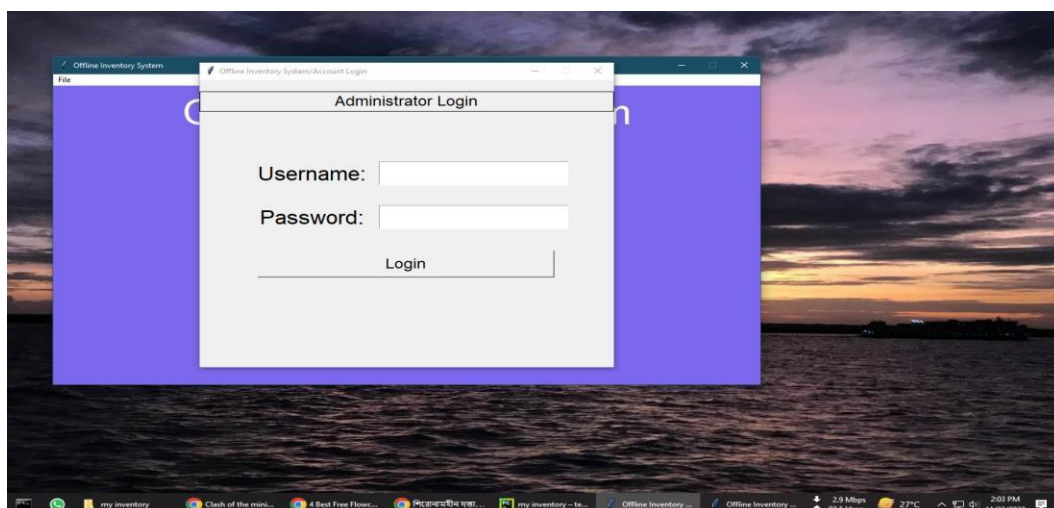 Offline Inventory System
File
Offline Inventory System/Account Login
Administrator Login
Username:
Password:
Login
my inventory
Clash of the mini...
4 Best Free Flowc...
my inventory – te...
Offline Inventory ...
Offline Inventory ...
2.9 Mbps
27°C
2:03 PM